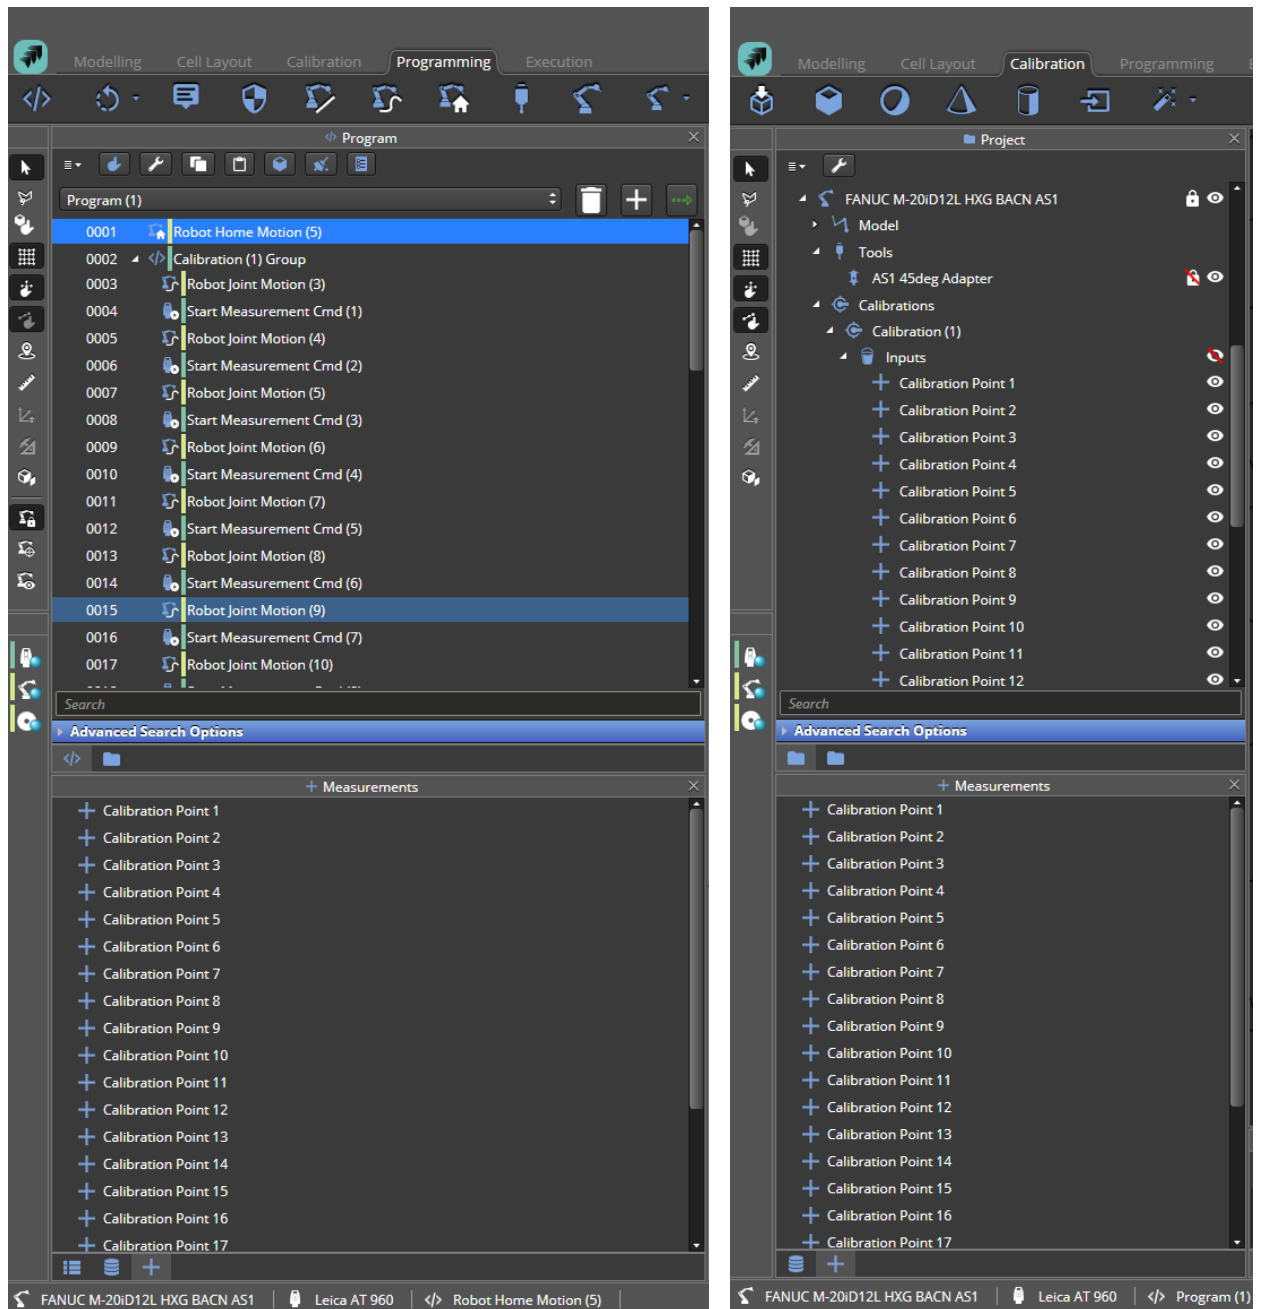 Modelling Cell Layout Calibration Programming Execution
Program
Program (1)
0001 Robot Home Motion (5)
0002 Calibration (1) Group
0003 Robot Joint Motion (3)
0004 Start Measurement Cmd (1)
0005 Robot Joint Motion (4)
0006 Start Measurement Cmd (2)
0007 Robot Joint Motion (5)
0008 Start Measurement Cmd (3)
0009 Robot Joint Motion (6)
0010 Start Measurement Cmd (4)
0011 Robot Joint Motion (7)
0012 Start Measurement Cmd (5)
0013 Robot Joint Motion (8)
0014 Start Measurement Cmd (6)
0015 Robot Joint Motion (9)
0016 Start Measurement Cmd (7)
0017 Robot Joint Motion (10)
Search
Advanced Search Options
Measurements
Calibration Point 1
Calibration Point 2
Calibration Point 3
Calibration Point 4
Calibration Point 5
Calibration Point 6
Calibration Point 7
Calibration Point 8
Calibration Point 9
Calibration Point 10
Calibration Point 11
Calibration Point 12
Calibration Point 13
Calibration Point 14
Calibration Point 15
Calibration Point 16
Calibration Point 17
FANUC M-20iD12L HXG BACN AS1 Leica AT 960 </> Robot Home Motion (5)
Modelling Cell Layout Calibration Programming
Project
FANUC M-20iD12L HXG BACN AS1
Model
Tools
AS1 45deg Adapter
Calibrations
Calibration (1)
Inputs
Calibration Point 1
Calibration Point 2
Calibration Point 3
Calibration Point 4
Calibration Point 5
Calibration Point 6
Calibration Point 7
Calibration Point 8
Calibration Point 9
Calibration Point 10
Calibration Point 11
Calibration Point 12
Search
Advanced Search Options
Measurements
Calibration Point 1
Calibration Point 2
Calibration Point 3
Calibration Point 4
Calibration Point 5
Calibration Point 6
Calibration Point 7
Calibration Point 8
Calibration Point 9
Calibration Point 10
Calibration Point 11
Calibration Point 12
Calibration Point 13
Calibration Point 14
Calibration Point 15
Calibration Point 16
Calibration Point 17
FANUC M-20iD12L HXG BACN AS1 Leica AT 960 </> Program (1)